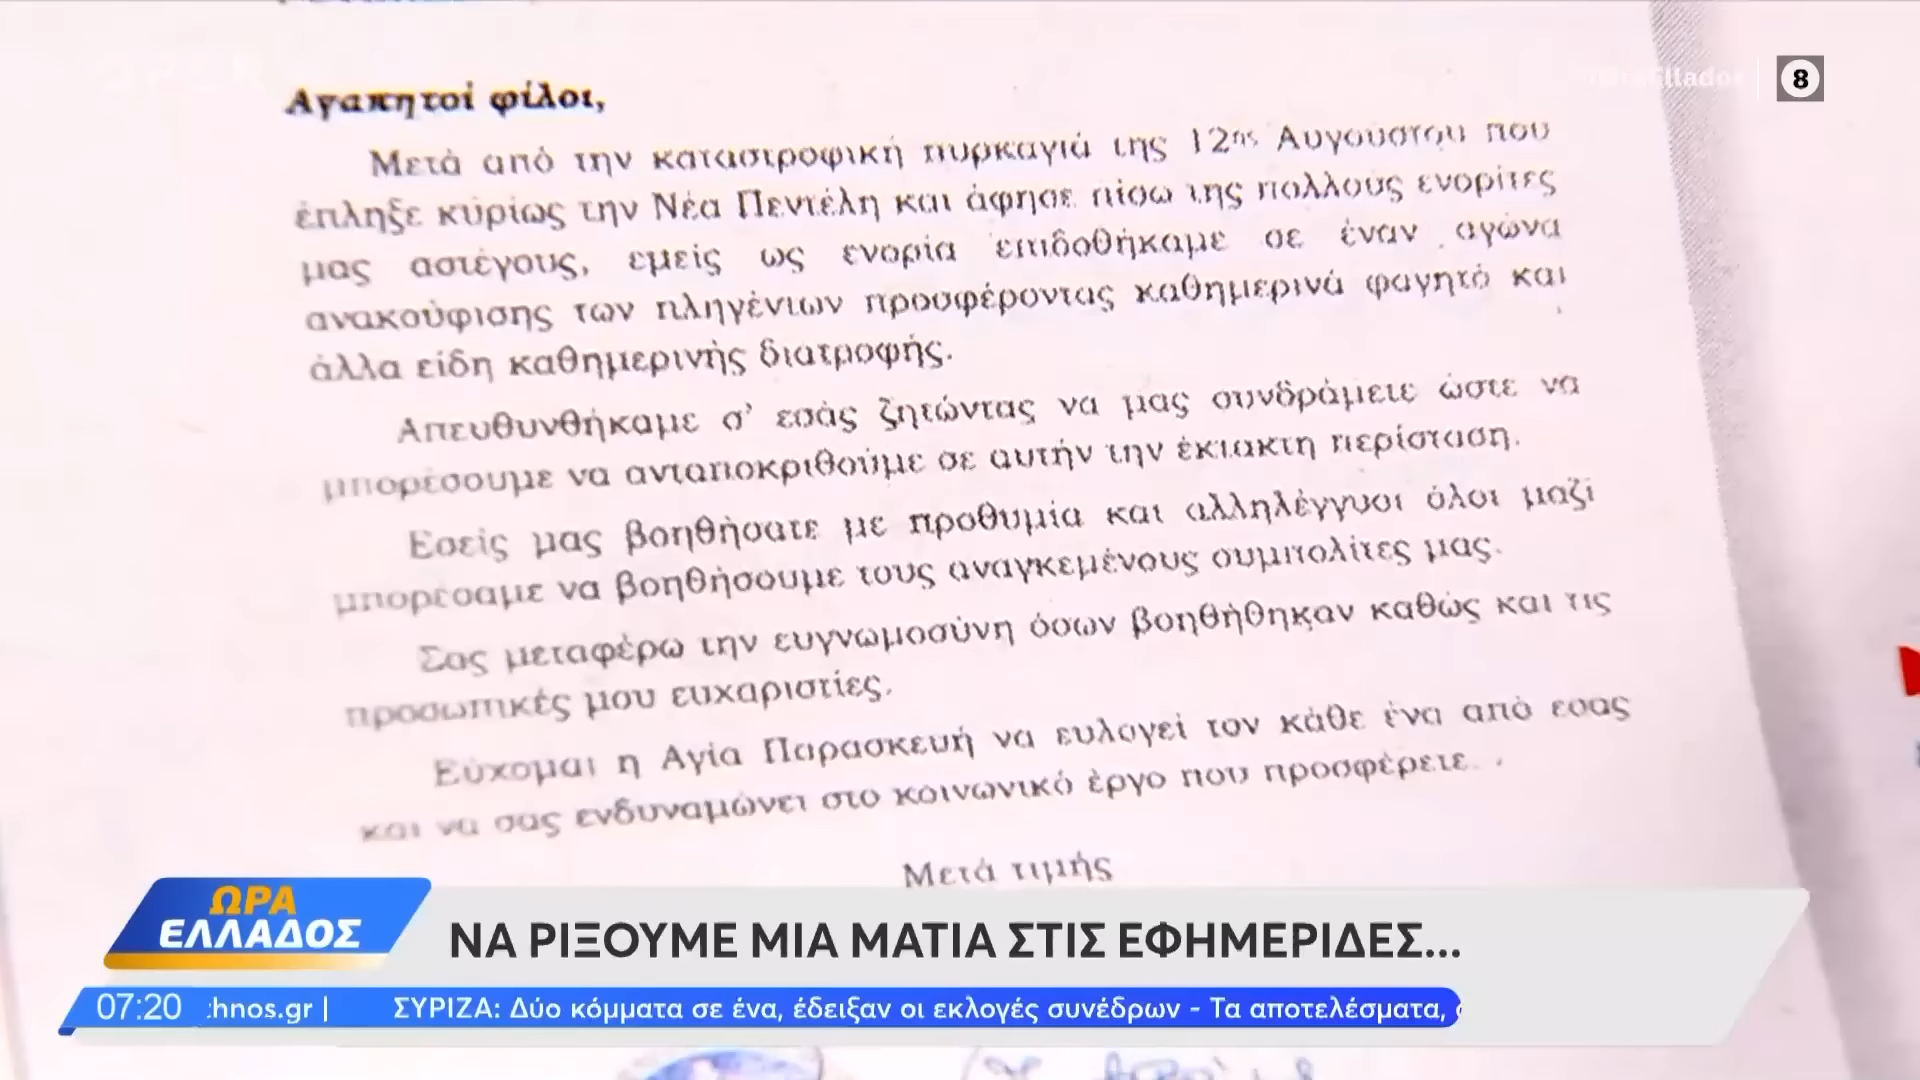 Αγαπητοί φίλοι,
Μετά από την καταστροφική πυρκαγιά της 12ης Αυγούστου που
έπληξε κυρίως την Νέα Πεντέλη και άφησε πίσω της πολλούς ενορίτες
μας αστέγους, εμείς ως ενορία επιδοθήκαμε σε έναν αγώνα
ανακούφισης των πληγέντων προσφέροντας καθημερινά φαγητό και
άλλα είδη καθημερινής διατροφής.
Απευθυνθήκαμε σ' εσάς ζητώντας να μας συνδράμετε ώστε να
μπορέσουμε να ανταποκριθούμε σε αυτήν την έκτακτη περίσταση.
Εσείς μας βοηθήσατε με προθυμία και αλληλέγγυοι όλοι μαζί
μπορέσαμε να βοηθήσουμε τους αναγκεμένους συμπολίτες μας.
Σας μεταφέρω την ευγνωμοσύνη όσων βοηθήθηκαν καθώς και τις
προσωπικές μου ευχαριστίες.
Εύχομαι η Αγία Παρασκευή να ευλογεί τον κάθε ένα από εσας
και να σας ενδυναμώνει στο κοινωνικό έργο που προσφέρετε.
Μετά τιμής
8
ΩΡΑ
ΕΛΛΑΔΟΣ
ΝΑ ΡΙΞΟΥΜΕ ΜΙΑ ΜΑΤΙΑ ΣΤΙΣ ΕΦΗΜΕΡΙΔΕΣ...
07:20 :hnos.gr | ΣΥΡΙΖΑ: Δύο κόμματα σε ένα, έδειξαν οι εκλογές συνέδρων - Τα αποτελέσματα,